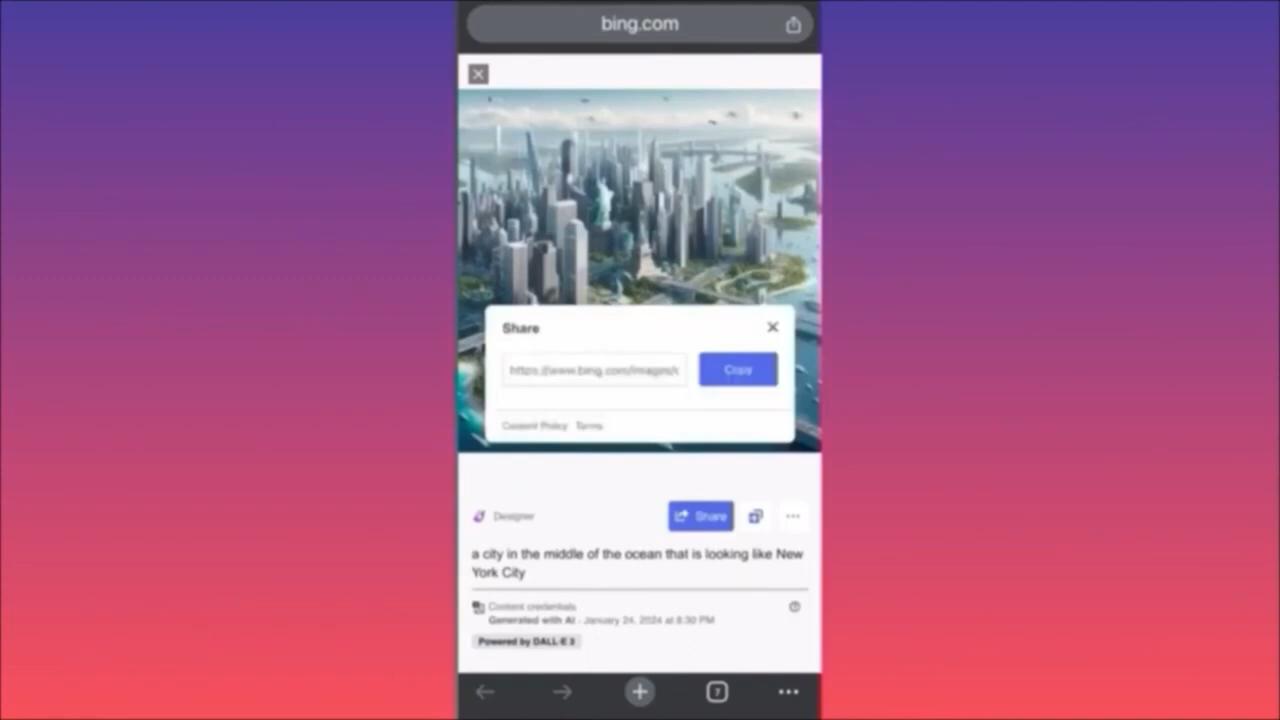 bing.com
Share
https://www.bing.com/images/c
Copy
Content Policy Terms
Designer
Share
a city in the middle of the ocean that is looking like New
York City
Content credentials
Generated with AI · January 24, 2024 at 8:30 PM
Powered by DALL·E 3
7